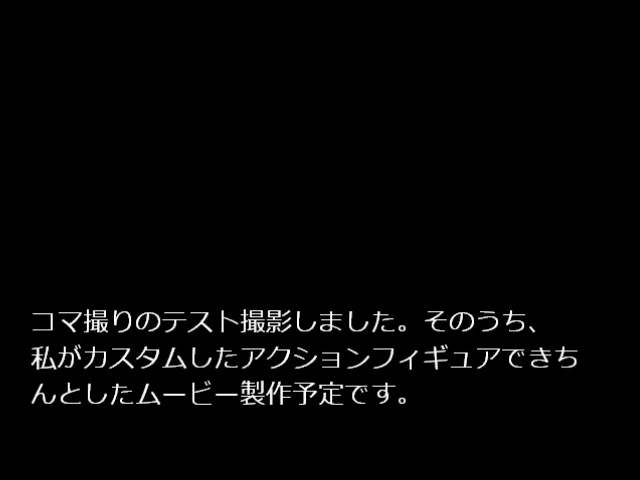 コマ撮りのテスト撮影しました。そのうち、
私がカスタムしたアクションフィギュアできち
んとしたムービー製作予定です。